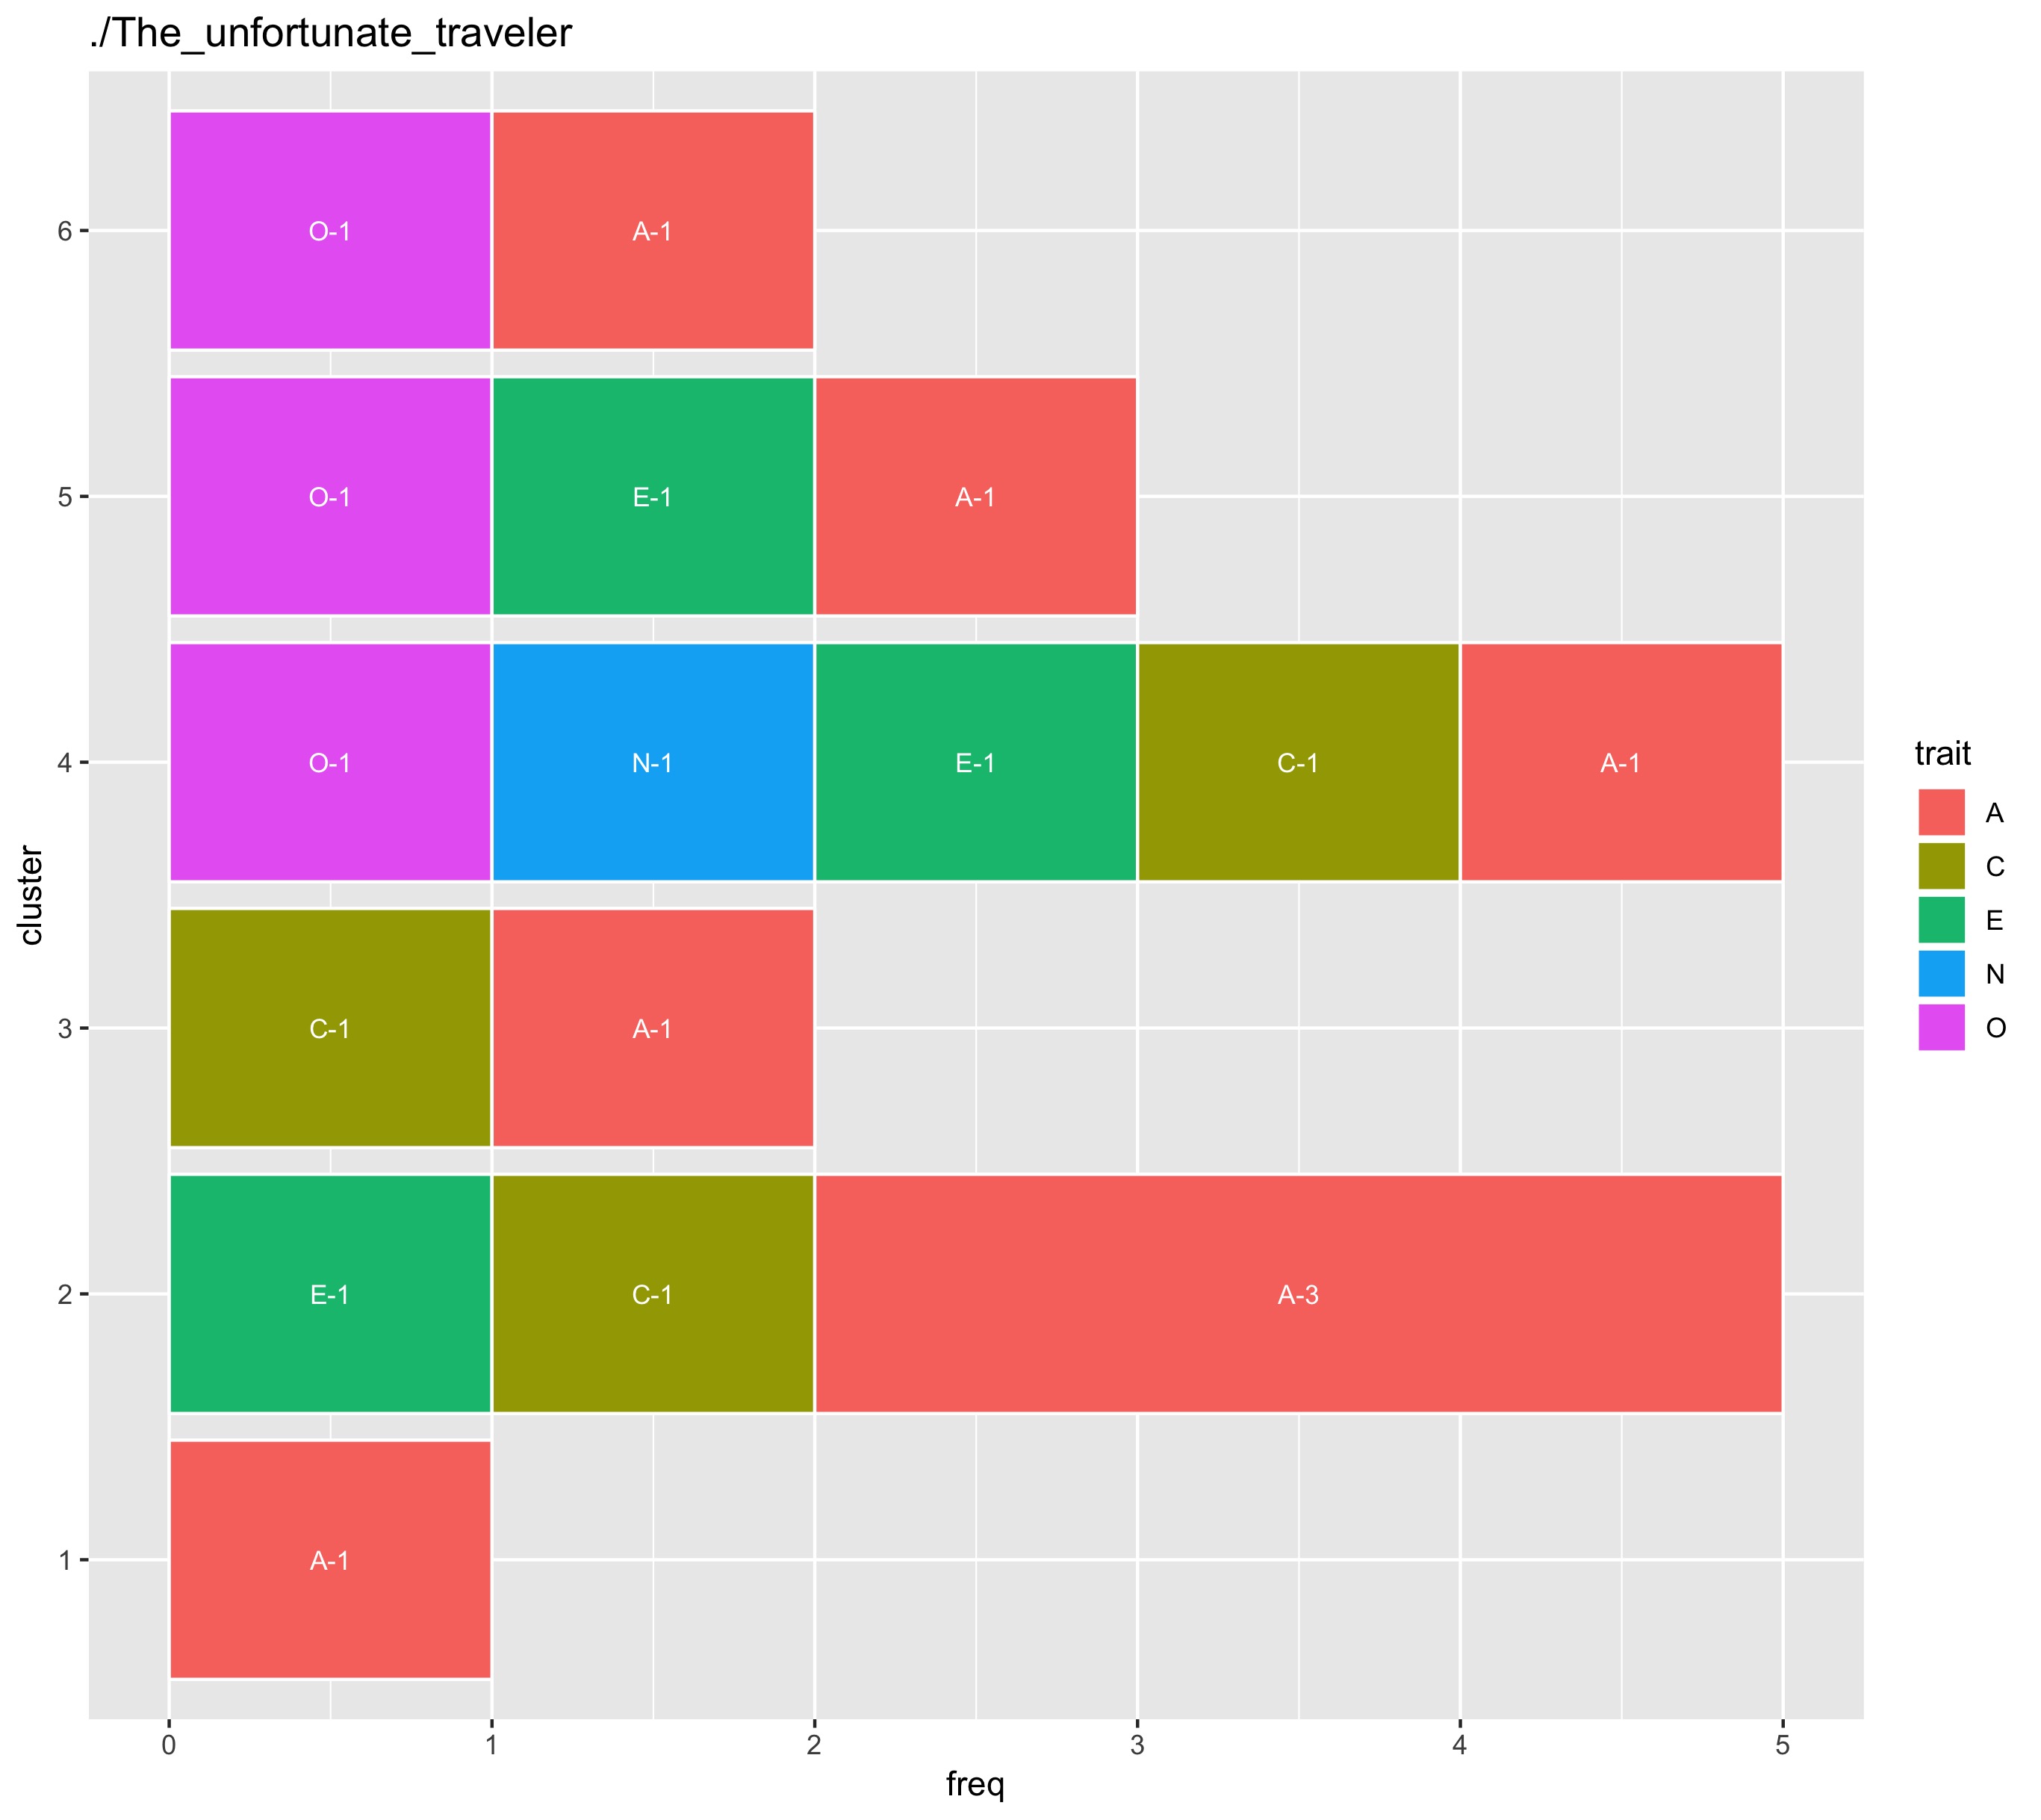 ./The_unfortunate_traveler
cluster
6
O-1 A-1
5
O-1 E-1 A-1
4
O-1 N-1 E-1 C-1 A-1
3
C-1 A-1
2
E-1 C-1 A-3
1
A-1
0 1 2 3 4 5
freq
trait
A
C
E
N
O